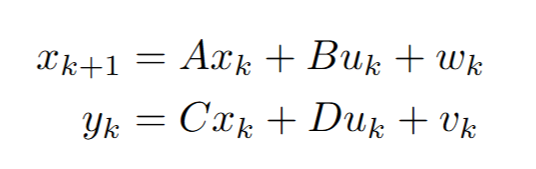 x_{k+1} = Ax_k + Bu_k + w_k
y_k = Cx_k + Du_k + v_k